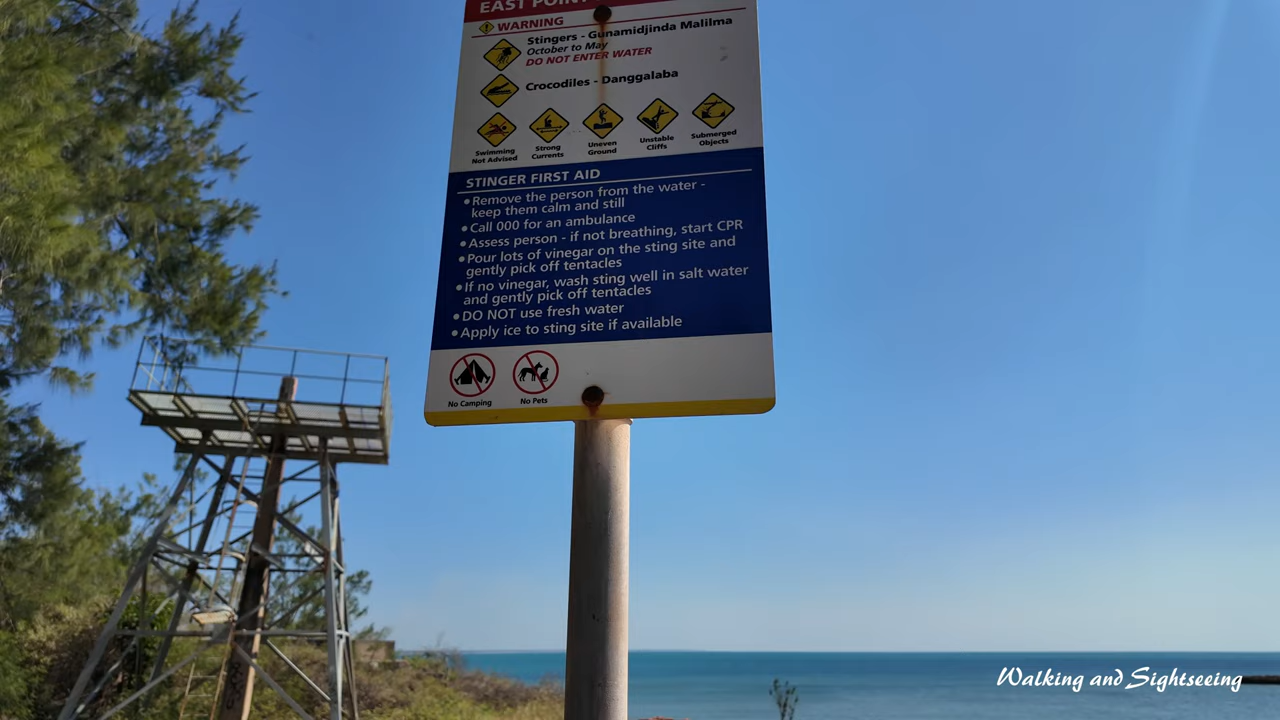 EAST POINT
WARNING
Stingers - Gunamidjinda Malilma
October to May
DO NOT ENTER WATER
Crocodiles - Danggalaba
Swimming Not Advised
Strong Currents
Uneven Ground
Unstable Cliffs
Submerged Objects
STINGER FIRST AID
• Remove the person from the water -
keep them calm and still
• Call 000 for an ambulance
• Assess person - if not breathing, start CPR
• Pour lots of vinegar on the sting site and
gently pick off tentacles
• If no vinegar, wash sting well in salt water
and gently pick off tentacles
• DO NOT use fresh water
• Apply ice to sting site if available
No Camping
No Pets
Walking and Sightseeing